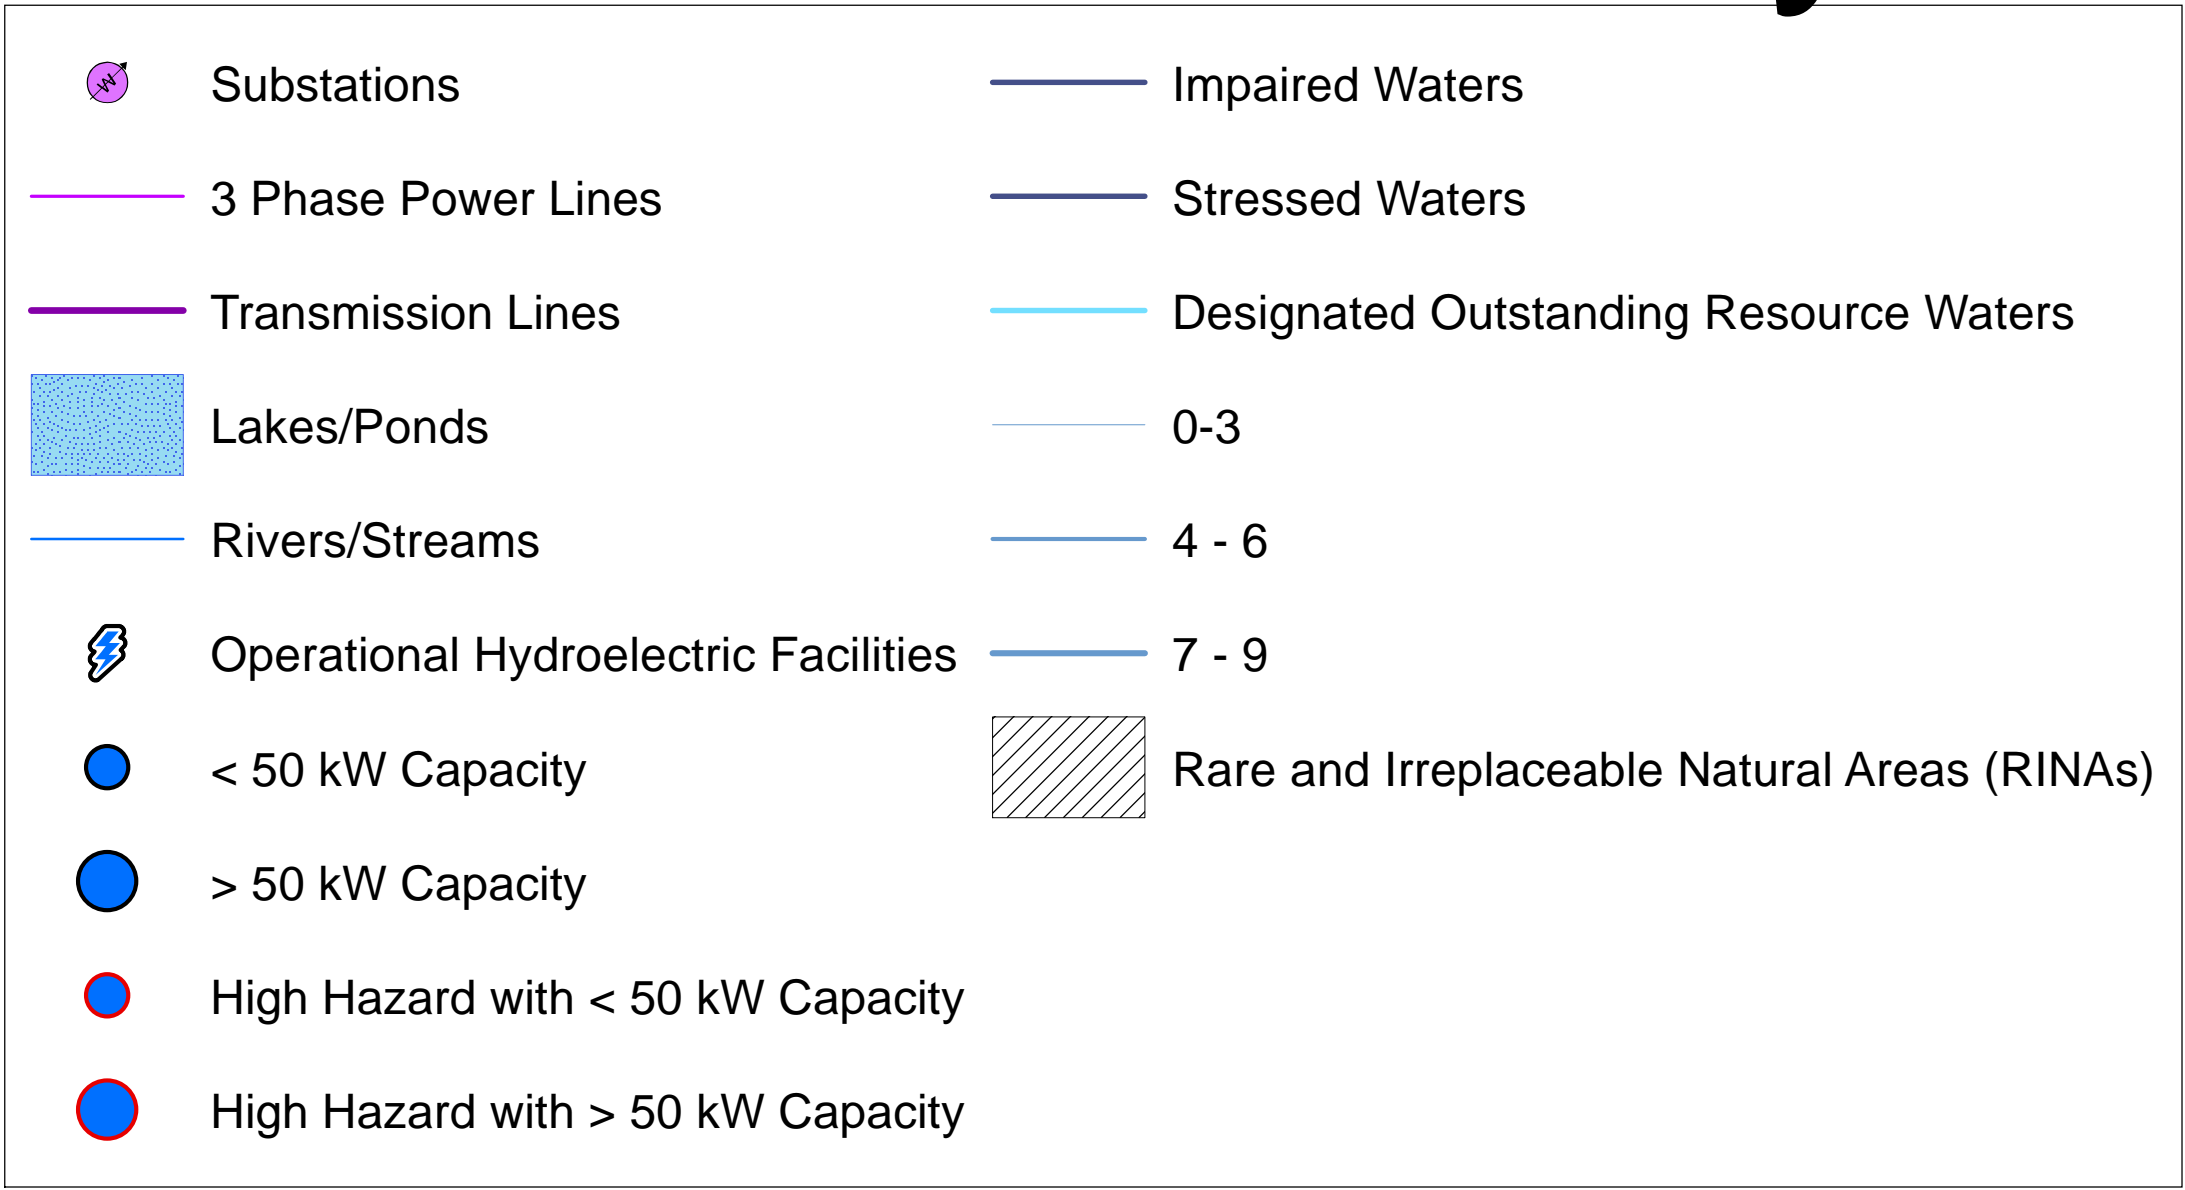 Substations
3 Phase Power Lines
Transmission Lines
Lakes/Ponds
Rivers/Streams
Operational Hydroelectric Facilities
< 50 kW Capacity
> 50 kW Capacity
High Hazard with < 50 kW Capacity
High Hazard with > 50 kW Capacity
Impaired Waters
Stressed Waters
Designated Outstanding Resource Waters
0-3
4 - 6
7 - 9
Rare and Irreplaceable Natural Areas (RINAs)